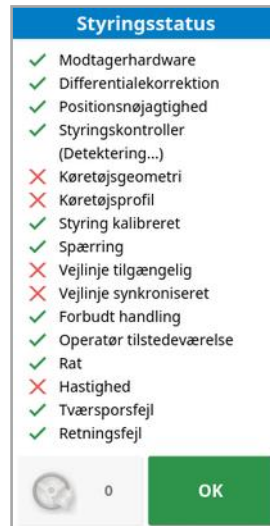 Styringsstatus
Modtagerhardware
Differentialekorrektion
Positionsnøjagtighed
Styringskontroller
(Detektering...)
Køretøjsgeometri
Køretøjsprofil
Styring kalibreret
Spærring
Vejlinje tilgængelig
Vejlinje synkroniseret
Forbudt handling
Operatør tilstedeværelse
Rat
Hastighed
Tværsporsfejl
Retningsfejl
0
OK